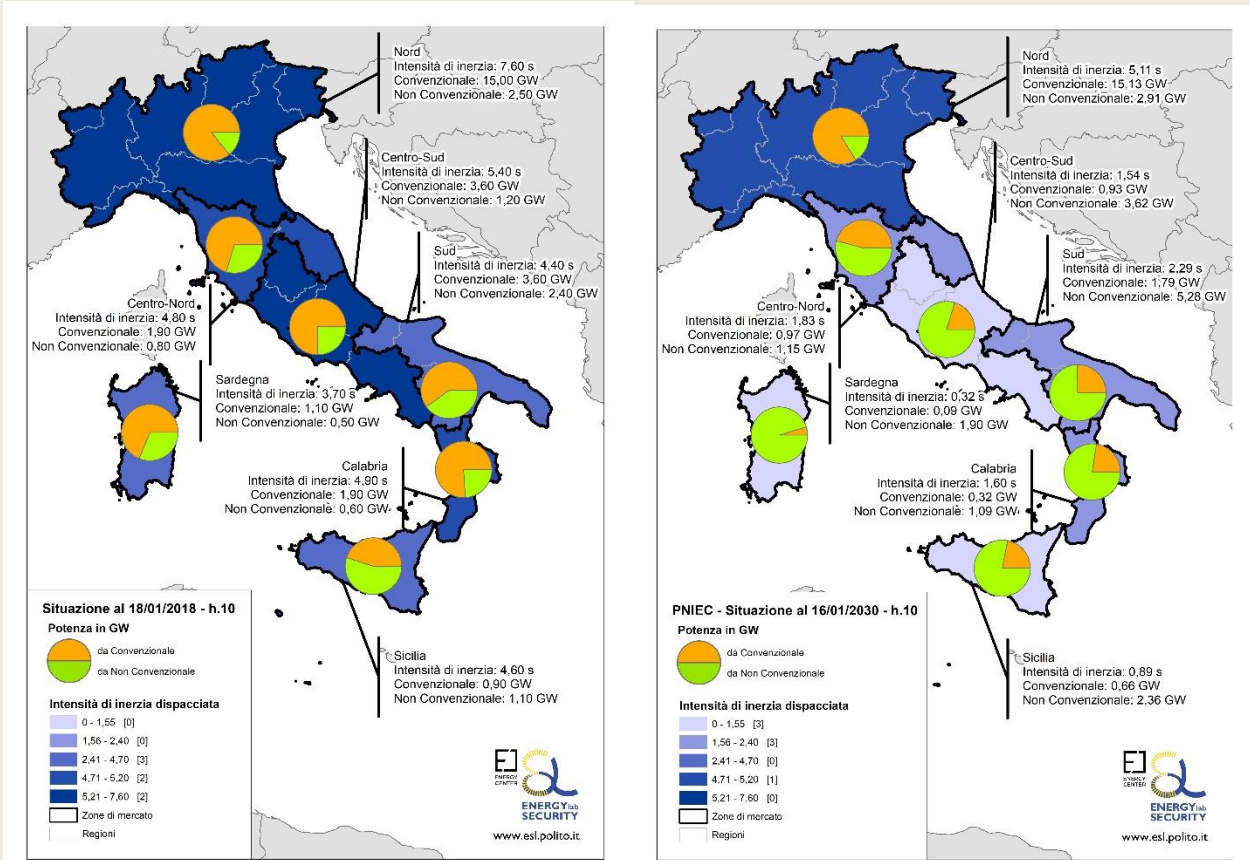 Nord
Intensità di inerzia: 7,60 s
Convenzionale: 15,00 GW
Non Convenzionale: 2,50 GW
Centro-Sud
Intensità di inerzia: 5,40 s
Convenzionale: 3,60 GW
Non Convenzionale: 1,20 GW
Sud
Intensità di inerzia: 4,40 s
Convenzionale: 3,60 GW
Non Convenzionale: 2,40 GW
Centro-Nord
Intensità di inerzia: 4,80 s
Convenzionale: 1,90 GW
Non Convenzionale: 0,80 GW
Sardegna
Intensità di inerzia: 3,70 s
Convenzionale: 1,10 GW
Non Convenzionale: 0,50 GW
Calabria
Intensità di inerzia: 4,90 s
Convenzionale: 1,90 GW
Non Convenzionale: 0,60 GW
Sicilia
Intensità di inerzia: 4,60 s
Convenzionale: 0,90 GW
Non Convenzionale: 1,10 GW
Situazione al 18/01/2018 - h.10
Potenza in GW
da Convenzionale
da Non Convenzionale
Intensità di inerzia dispacciata
0 - 1,55 [0]
1,56 - 2,40 [0]
2,41 - 4,70 [3]
4,71 - 5,20 [2]
5,21 - 7,60 [2]
Zone di mercato
Regioni
ENERGY
CENTER
ENERGY lab
SECURITY
www.esl.polito.it
Nord
Intensità di inerzia: 5,11 s
Convenzionale: 15,13 GW
Non Convenzionale: 2,91 GW
Centro-Sud
Intensità di inerzia: 1,54 s
Convenzionale: 0,93 GW
Non Convenzionale: 3,62 GW
Sud
Intensità di inerzia: 2,29 s
Convenzionale: 1,79 GW
Non Convenzionale: 5,28 GW
Centro-Nord
Intensità di inerzia: 1,83 s
Convenzionale: 0,97 GW
Non Convenzionale: 1,15 GW
Sardegna
Intensità di inerzia: 0,32 s
Convenzionale: 0,09 GW
Non Convenzionale: 1,90 GW
Calabria
Intensità di inerzia: 1,60 s
Convenzionale: 0,32 GW
Non Convenzionale: 1,09 GW
Sicilia
Intensità di inerzia: 0,89 s
Convenzionale: 0,66 GW
Non Convenzionale: 2,36 GW
PNIEC - Situazione al 16/01/2030 - h.10
Potenza in GW
da Convenzionale
da Non Convenzionale
Intensità di inerzia dispacciata
0 - 1,55 [3]
1,56 - 2,40 [3]
2,41 - 4,70 [0]
4,71 - 5,20 [1]
5,21 - 7,60 [0]
Zone di mercato
Regioni
ENERGY
CENTER
ENERGY lab
SECURITY
www.esl.polito.it